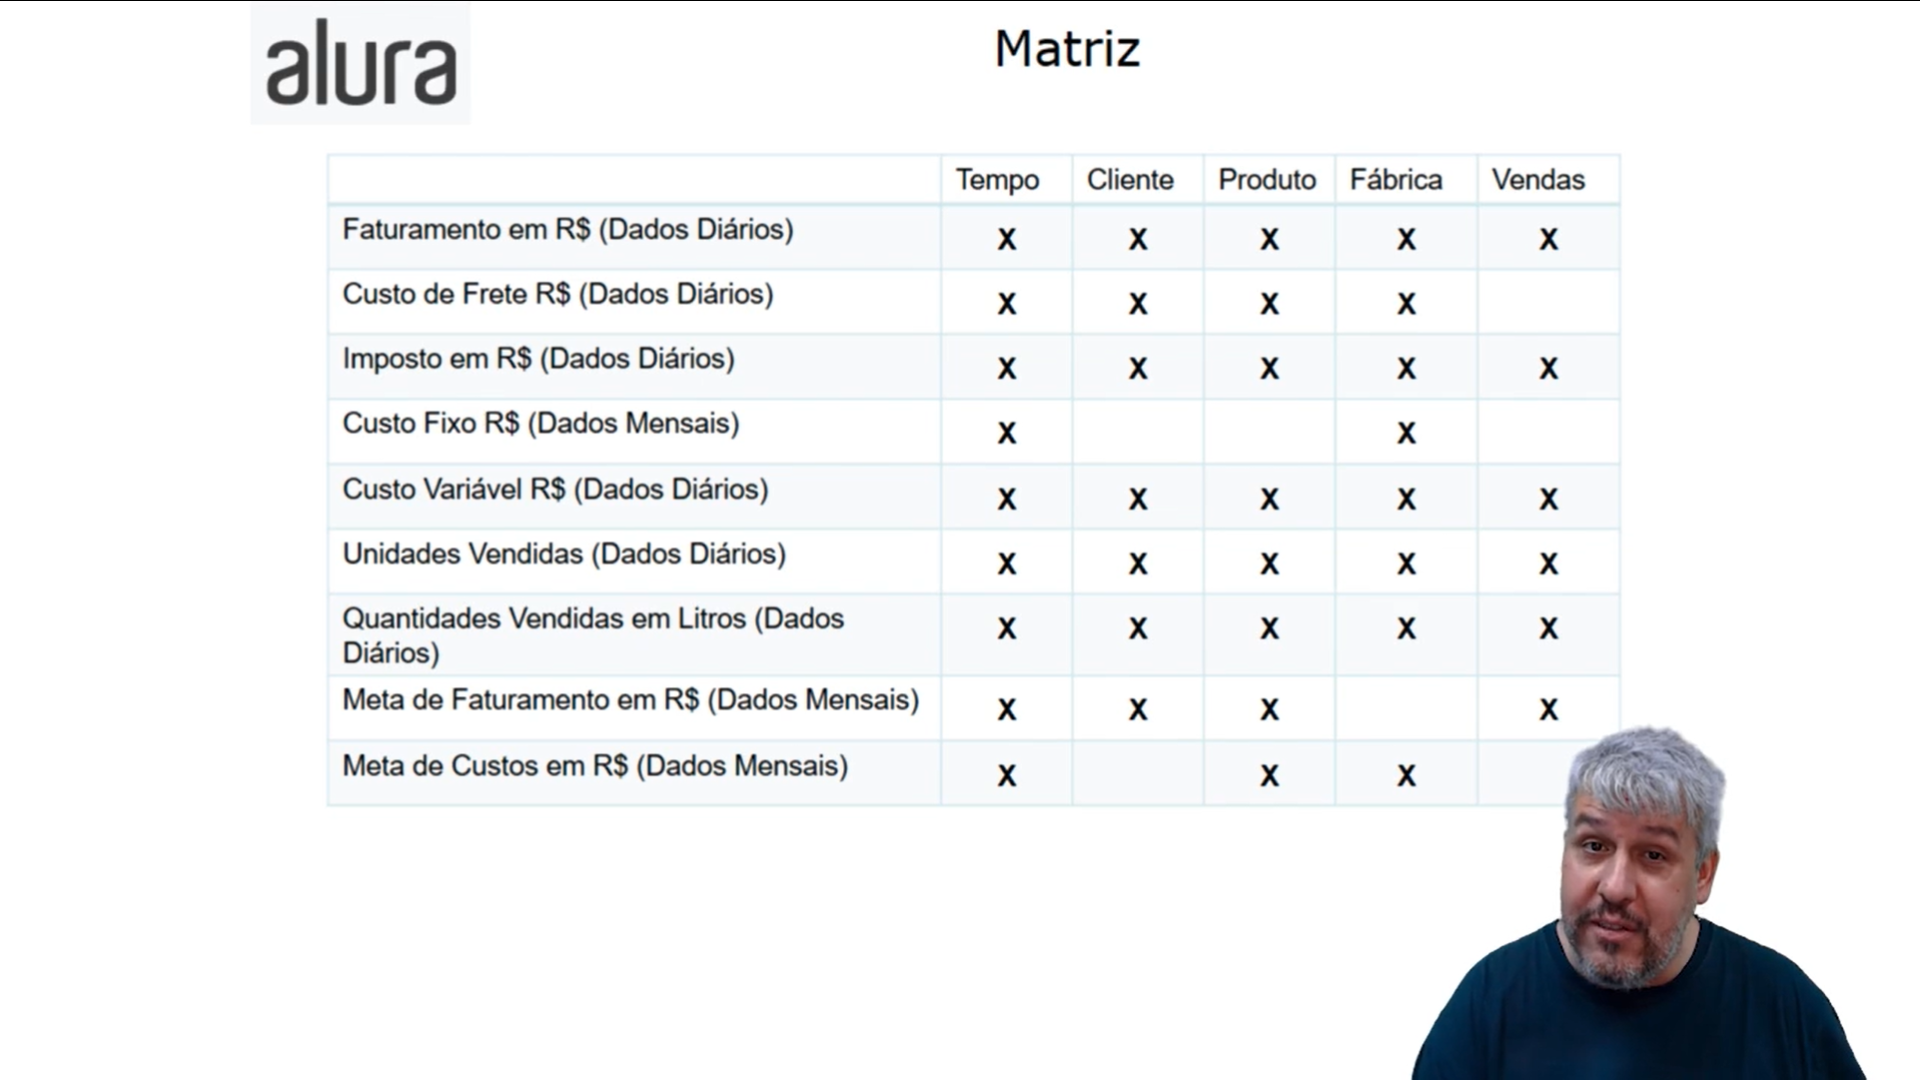 alura
Matriz
Tempo Cliente Produto Fábrica Vendas
Faturamento em R$ (Dados Diários) X X X X X
Custo de Frete R$ (Dados Diários) X X X X
Imposto em R$ (Dados Diários) X X X X X
Custo Fixo R$ (Dados Mensais) X X
Custo Variável R$ (Dados Diários) X X X X X
Unidades Vendidas (Dados Diários) X X X X X
Quantidades Vendidas em Litros (Dados X X X X X
Diários)
Meta de Faturamento em R$ (Dados Mensais) X X X X
Meta de Custos em R$ (Dados Mensais) X X X